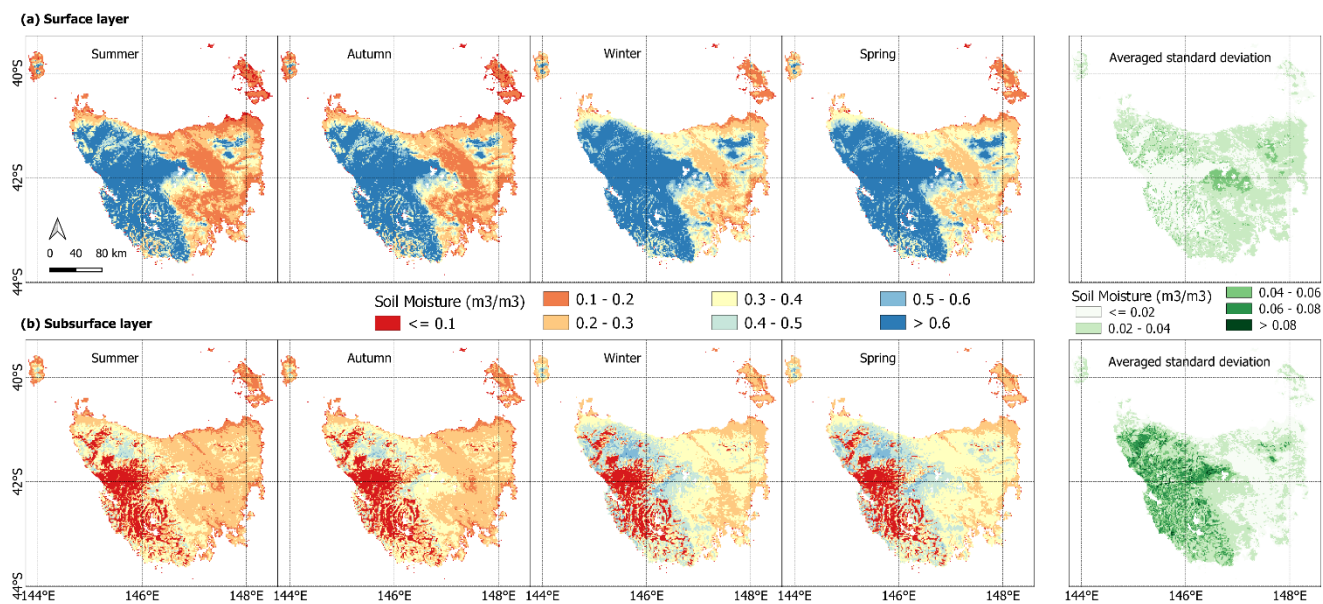 (a) Surface layer
Summer
Autumn
Winter
Spring
Averaged standard deviation
40°S
42°S
44°S
0 40 80 km
Soil Moisture (m3/m3)
<= 0.1
0.1 - 0.2
0.2 - 0.3
0.3 - 0.4
0.4 - 0.5
0.5 - 0.6
> 0.6
Soil Moisture (m3/m3)
<= 0.02
0.02 - 0.04
0.04 - 0.06
0.06 - 0.08
> 0.08
(b) Subsurface layer
Summer
Autumn
Winter
Spring
Averaged standard deviation
40°S
42°S
44°S
144°E 146°E 148°E 144°E 146°E 148°E 144°E 146°E 148°E 144°E 146°E 148°E 144°E 146°E 148°E